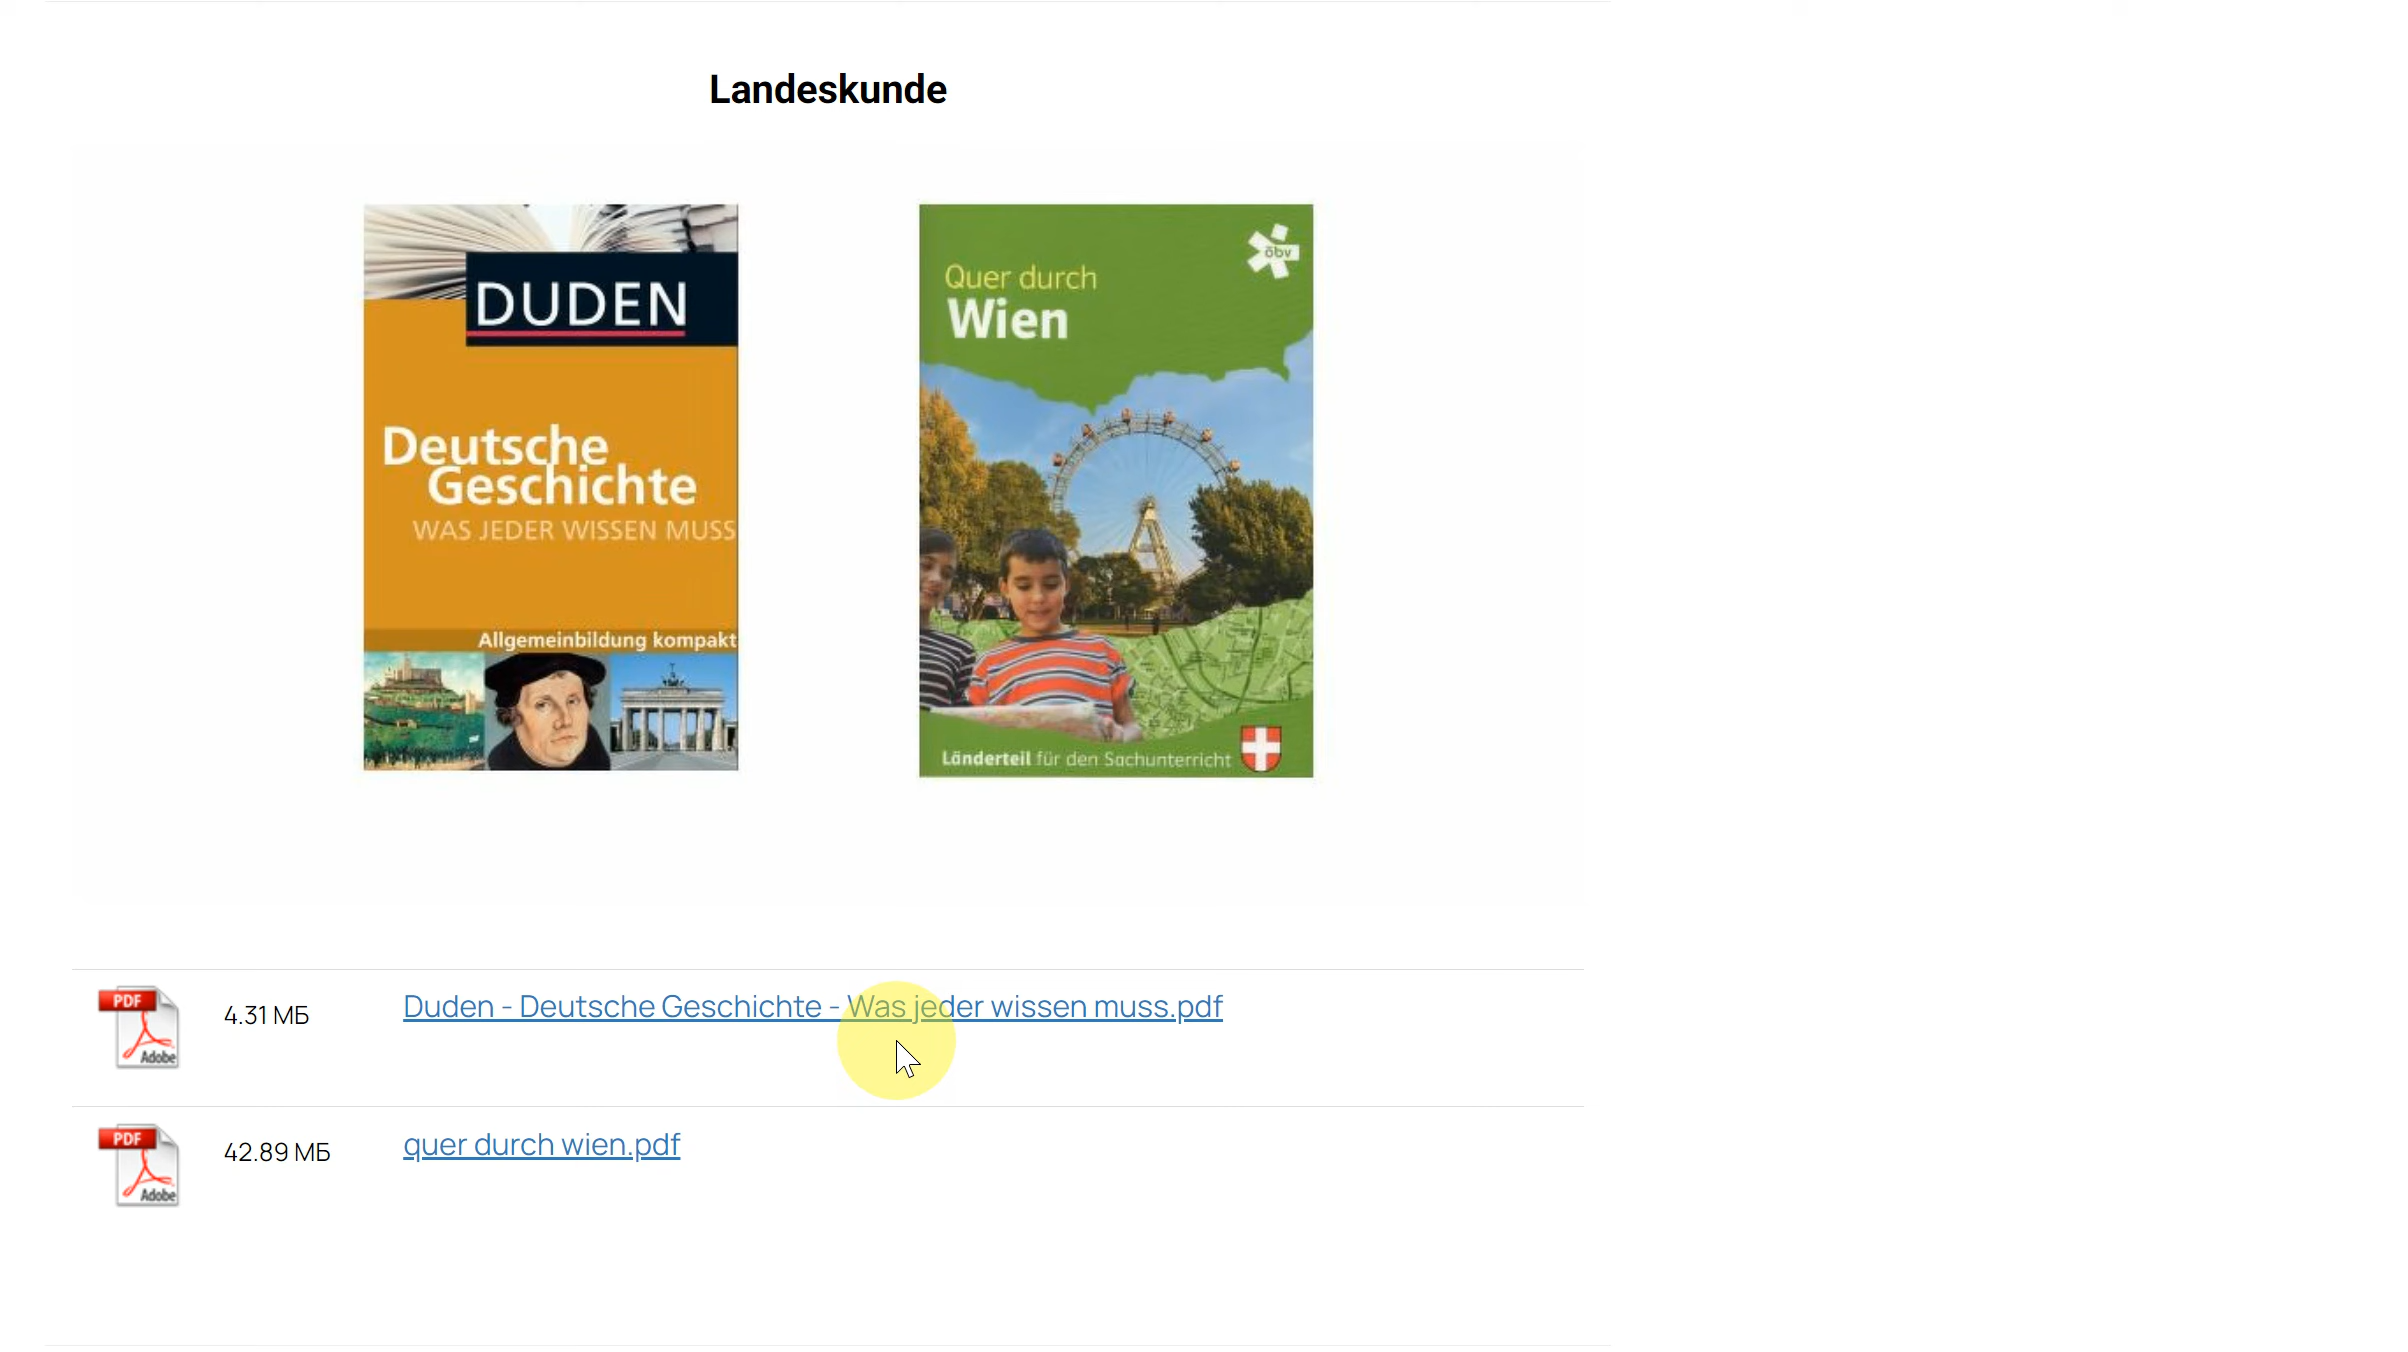 Landeskunde
DUDEN
Deutsche
Geschichte
WAS JEDER WISSEN MUSS
Allgemeinbildung kompakt
öbv
Quer durch
Wien
Länderteil für den Sachunterricht
PDF
Adobe
4.31 МБ
Duden - Deutsche Geschichte - Was jeder wissen muss.pdf
PDF
Adobe
42.89 МБ
quer durch wien.pdf